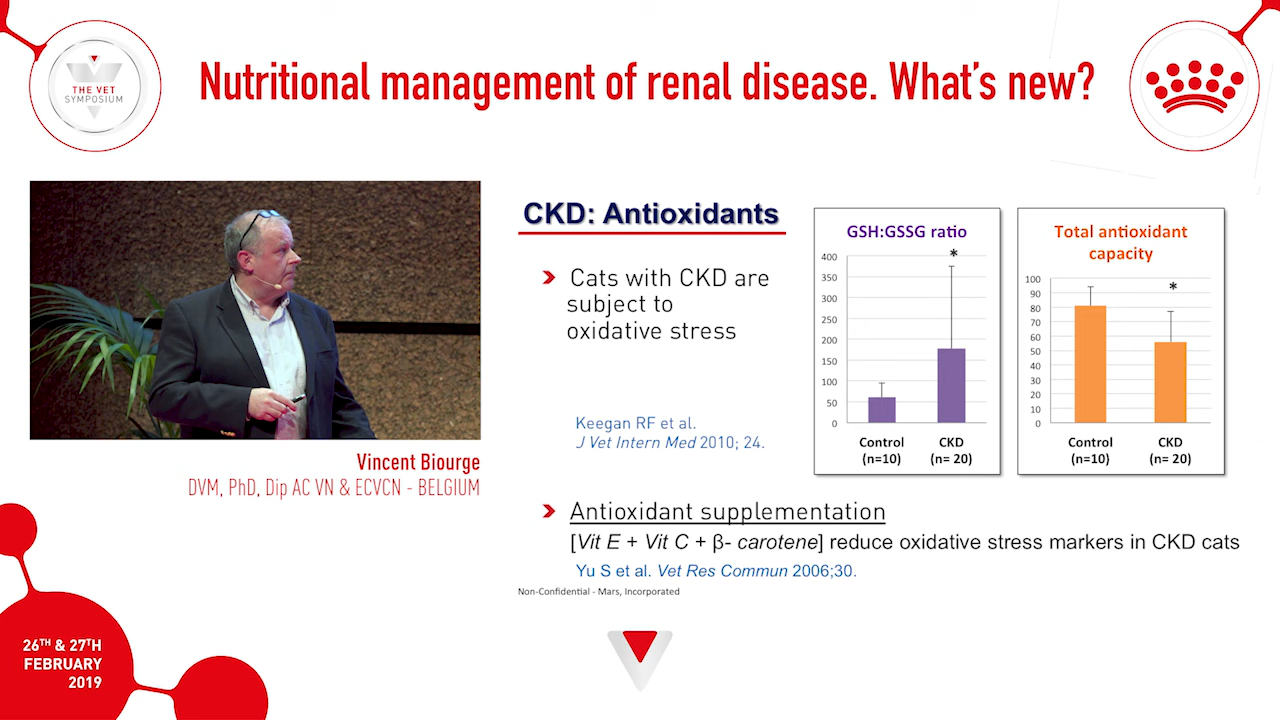 Nutritional management of renal disease. What's new?
THE VET
SYMPOSIUM
CKD: Antioxidants
Cats with CKD are
subject to
oxidative stress
Keegan RF et al.
J Vet Intern Med 2010; 24.
GSH:GSSG ratio
*
400
350
300
250
200
150
100
50
0
Control
(n=10)
CKD
(n= 20)
Total antioxidant
capacity
*
100
90
80
70
60
50
40
30
20
10
0
Control
(n=10)
CKD
(n= 20)
Vincent Biourge
DVM, PhD, Dip AC VN & ECVCN - BELGIUM
Antioxidant supplementation
[Vit E + Vit C + β- carotene] reduce oxidative stress markers in CKD cats
Yu S et al. Vet Res Commun 2006;30.
Non-Confidential - Mars, Incorporated
26TH & 27TH
FEBRUARY
2019